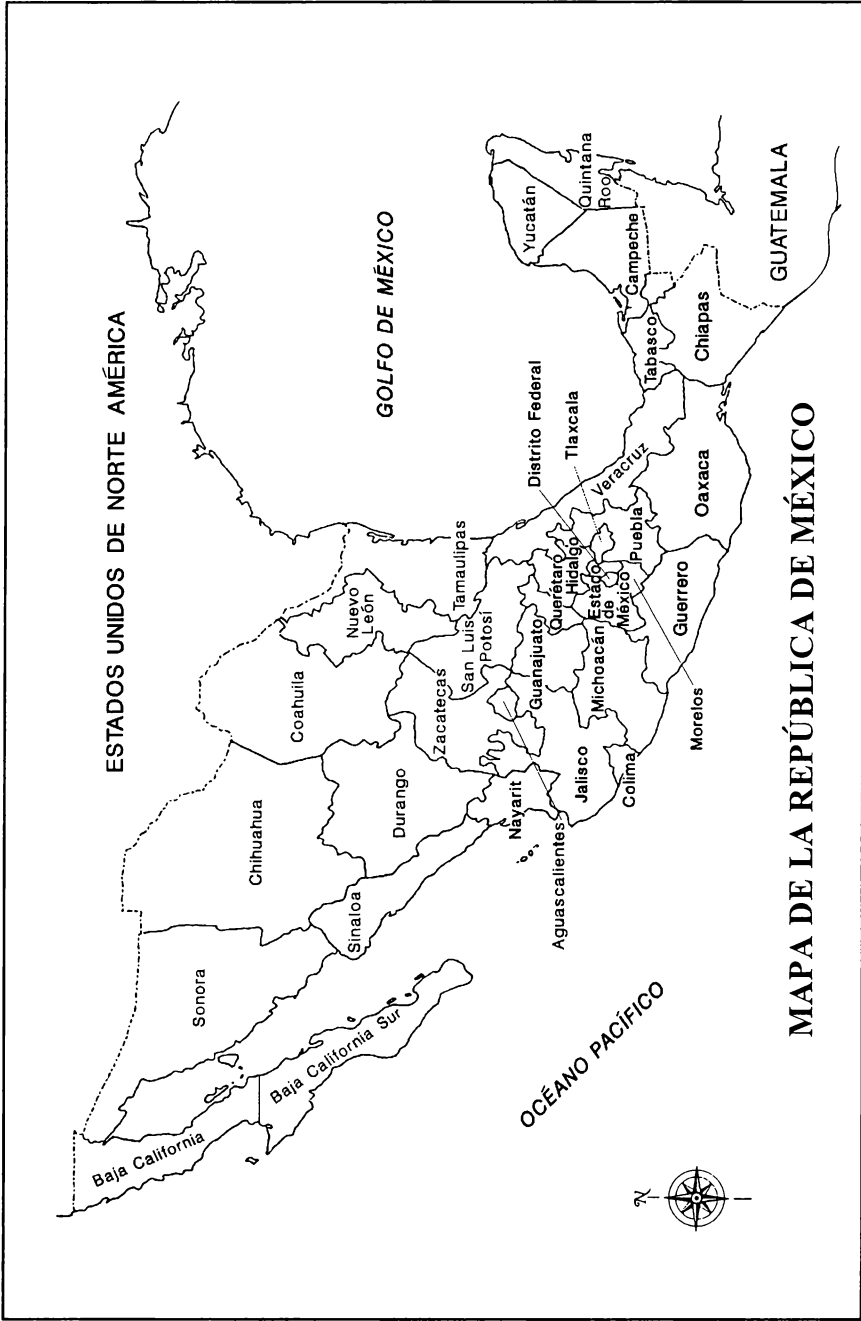 ESTADOS UNIDOS DE NORTE AMÉRICA
Baja California
Sonora
Chihuahua
Coahuila
Nuevo
León
Tamaulipas
Baja California Sur
Sinaloa
Durango
Zacatecas
San Luis
Potosí
GOLFO DE MÉXICO
Nayarit
Aguascalientes
Jalisco
Guanajuato
Querétaro
Hidalgo
Distrito Federal
Tlaxcala
Veracruz
Yucatán
Quintana
Roo
Campeche
Tabasco
Colima
Michoacán
Estado
de
México
Puebla
Morelos
Guerrero
Oaxaca
Chiapas
GUATEMALA
OCÉANO PACÍFICO
N
MAPA DE LA REPÚBLICA DE MÉXICO